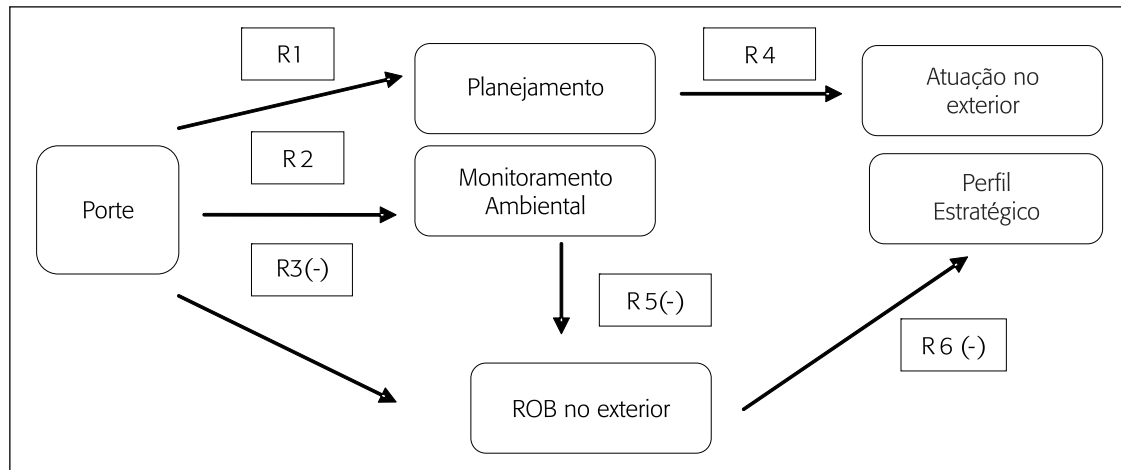 R1
Planejamento
R4
Atuação no
exterior
R2
Porte
Monitoramento
Ambiental
Perfil
Estratégico
R3(-)
R5(-)
R6 (-)
ROB no exterior